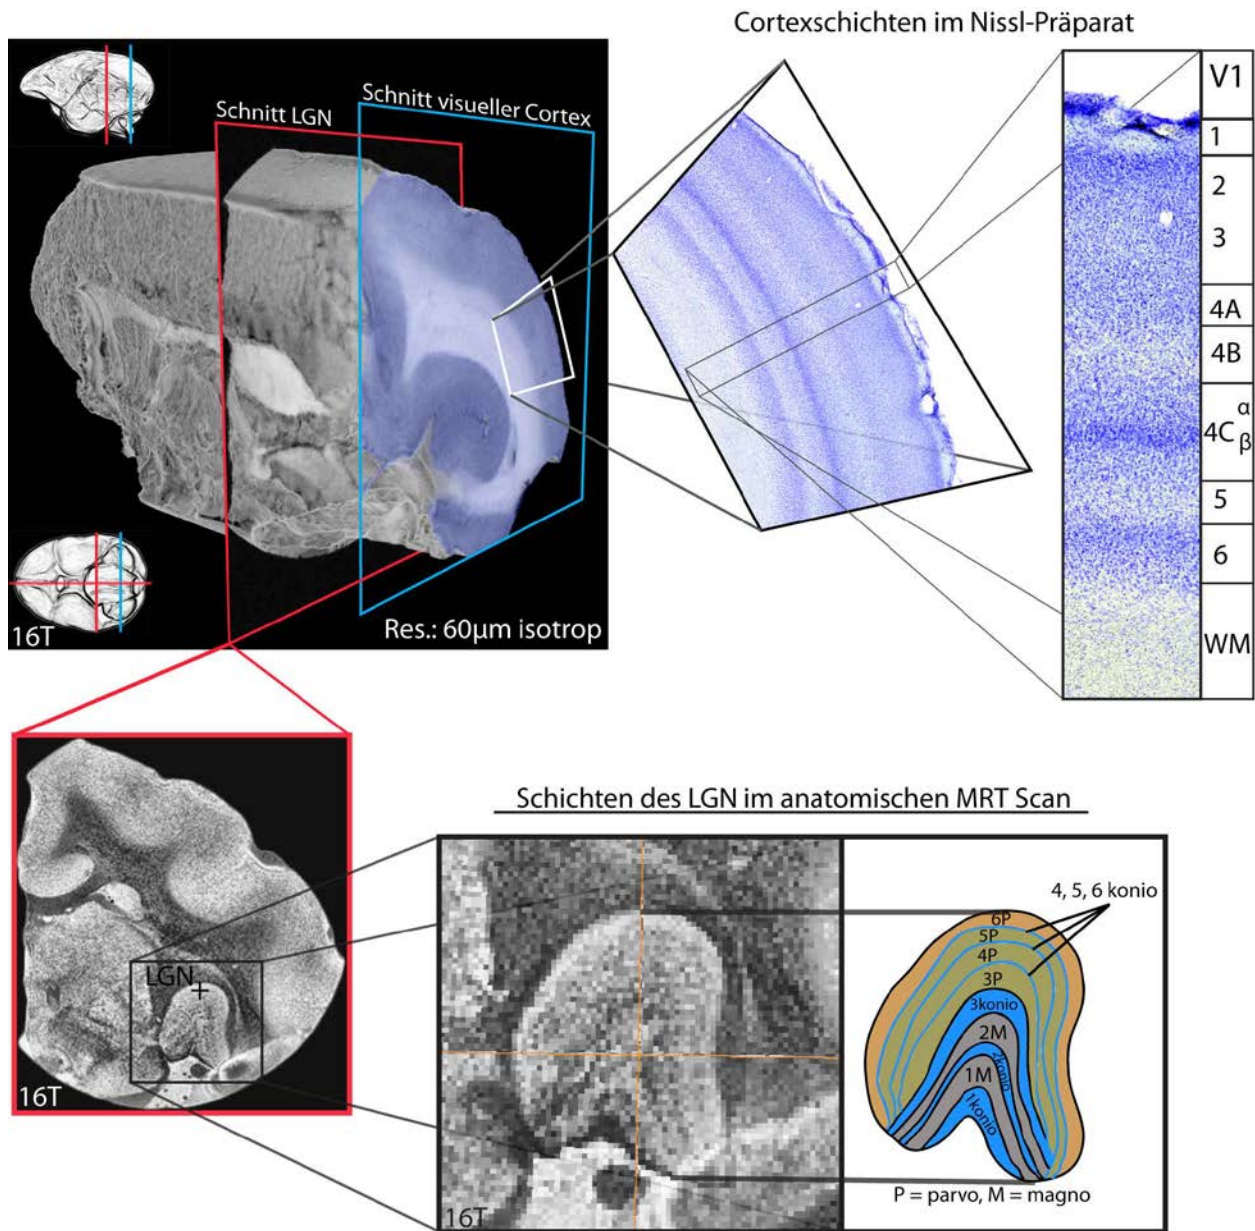 Cortexschichten im Nissl-Präparat
Schnitt LGN
Schnitt visueller Cortex
16T
Res.: 60µm isotrop
V1
1
2
3
4A
4B
4C α β
5
6
WM
LGN
16T
Schichten des LGN im anatomischen MRT Scan
16T
4, 5, 6 konio
6P
5P
4P
3P
3konio
2M
2konio
1M
1konio
P = parvo, M = magno